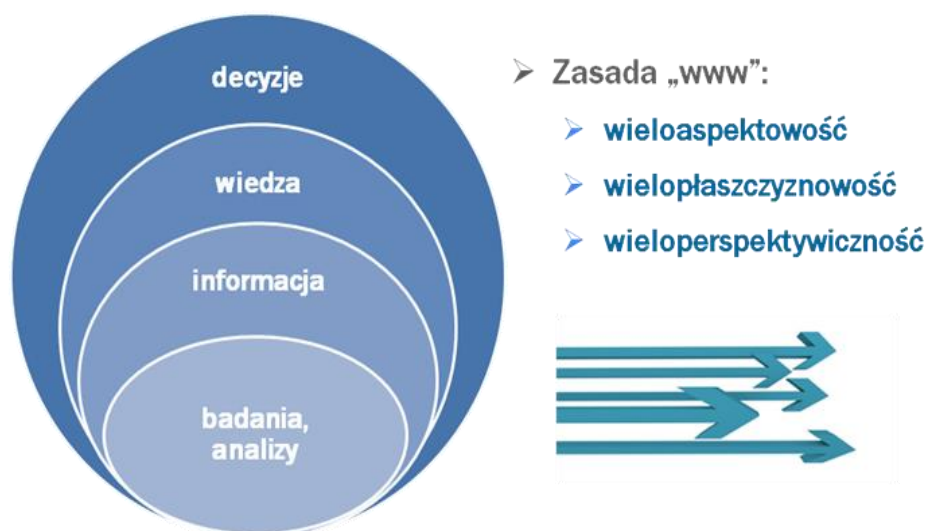 decyzje
wiedza
informacja
badania,
analizy
Zasada „www”:
wieloaspektowość
wielopłaszczyznowość
wieloperspektywiczność